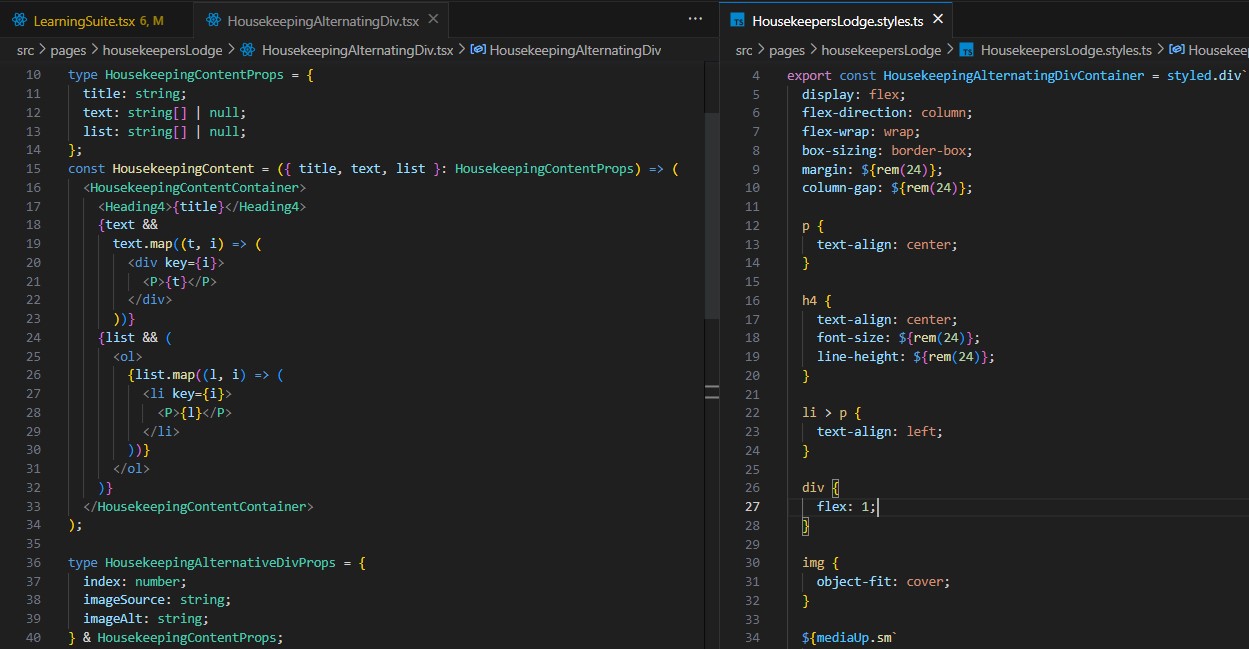 LearningSuite.tsx 6, M
HousekeepingAlternatingDiv.tsx
src > pages > housekeepersLodge > HousekeepingAlternatingDiv.tsx > HousekeepingAlternatingDiv
10 type HousekeepingContentProps = {
11   title: string;
12   text: string[] | null;
13   list: string[] | null;
14 };
15 const HousekeepingContent = ({ title, text, list }: HousekeepingContentProps) => (
16   <HousekeepingContentContainer>
17     <Heading4>{title}</Heading4>
18     {text &&
19       text.map((t, i) => (
20         <div key={i}>
21           <P>{t}</P>
22         </div>
23       ))}
24     {list && (
25       <ol>
26         {list.map((l, i) => (
27           <li key={i}>
28             <P>{l}</P>
29           </li>
30         ))}
31       </ol>
32     )}
33   </HousekeepingContentContainer>
34 );
35
36 type HousekeepingAlternativeDivProps = {
37   index: number;
38   imageSource: string;
39   imageAlt: string;
40 } & HousekeepingContentProps;
TS HousekeepersLodge.styles.ts
src > pages > housekeepersLodge > TS HousekeepersLodge.styles.ts > Housekee
4 export const HousekeepingAlternatingDivContainer = styled.div`
5   display: flex;
6   flex-direction: column;
7   flex-wrap: wrap;
8   box-sizing: border-box;
9   margin: ${rem(24)};
10   column-gap: ${rem(24)};
11
12   p {
13     text-align: center;
14   }
15
16   h4 {
17     text-align: center;
18     font-size: ${rem(24)};
19     line-height: ${rem(24)};
20   }
21
22   li > p {
23     text-align: left;
24   }
25
26   div {
27     flex: 1;
28   }
29
30   img {
31     object-fit: cover;
32   }
33
34   ${mediaUp.sm`